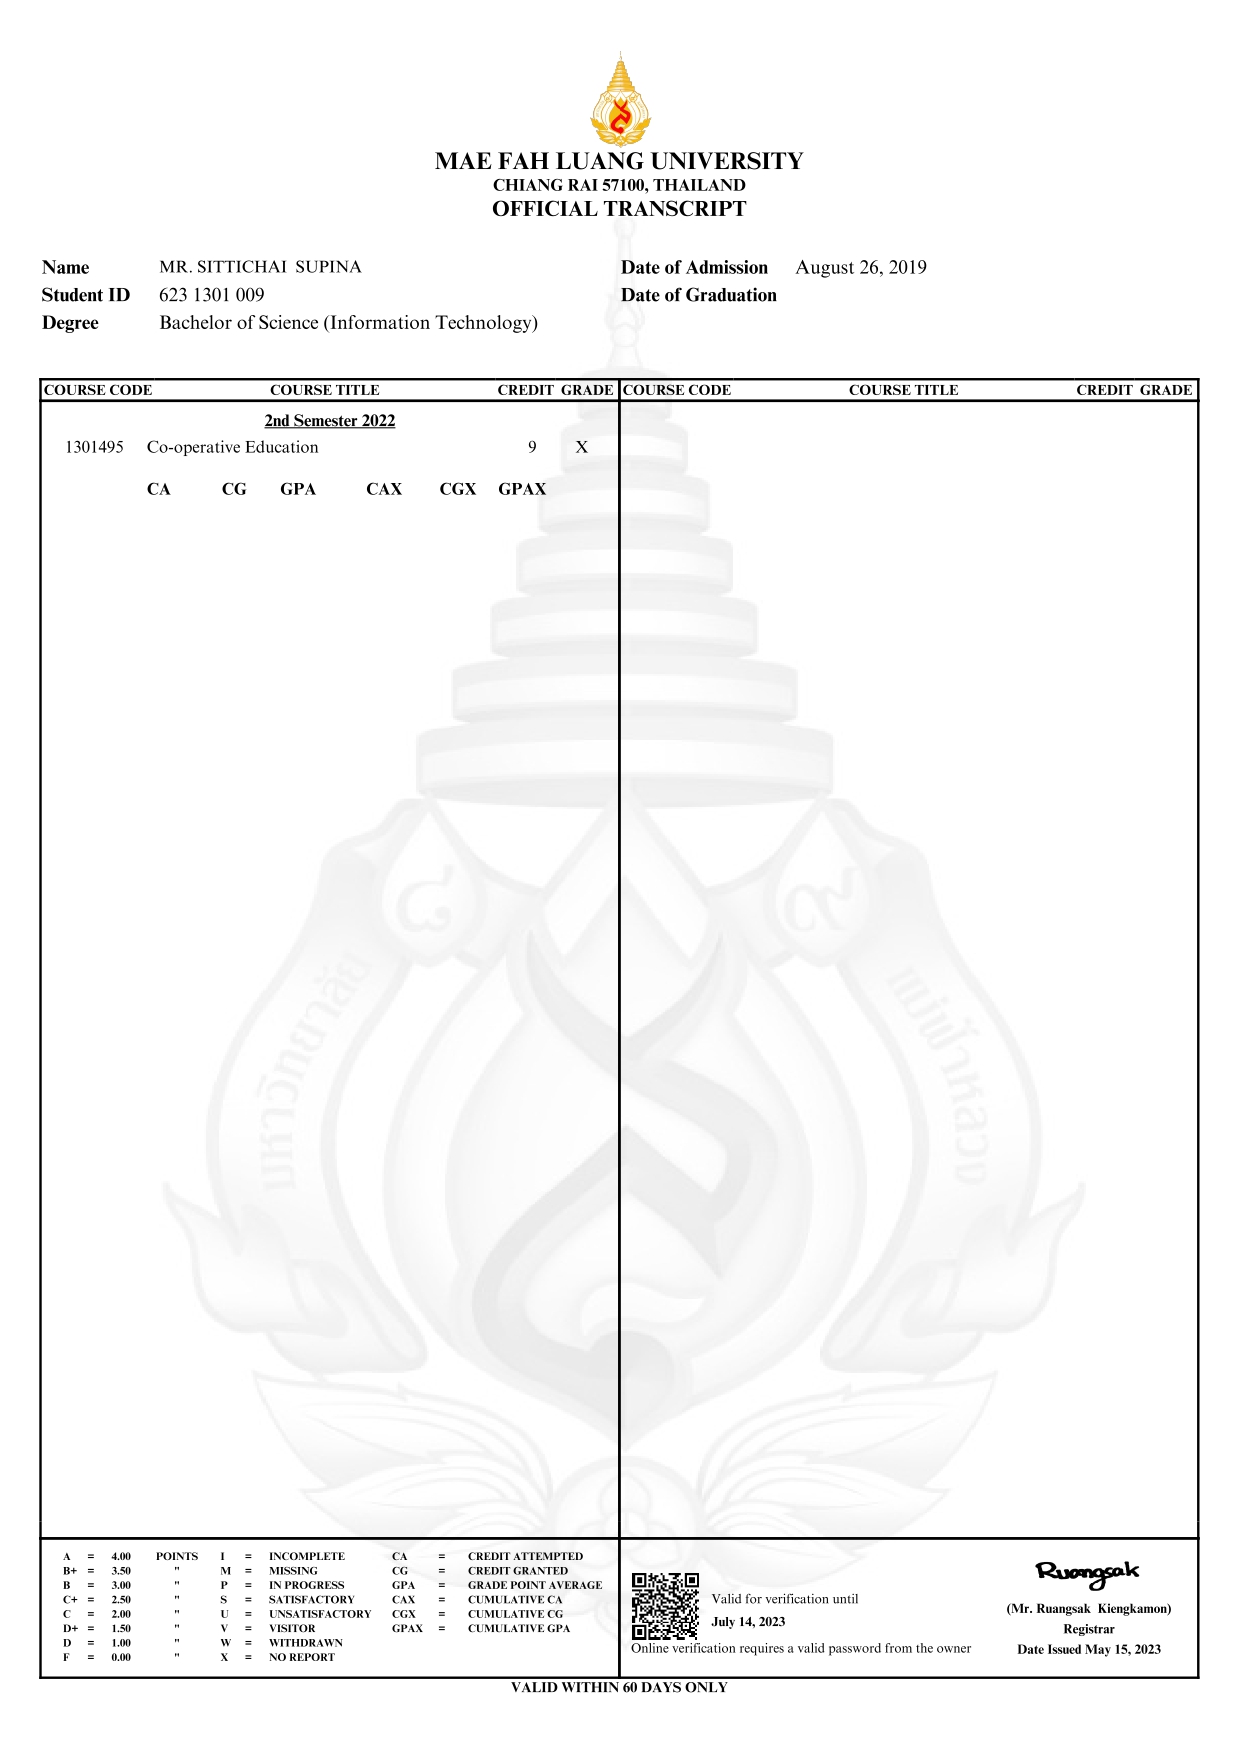 MAE FAH LUANG UNIVERSITY
CHIANG RAI 57100, THAILAND
OFFICIAL TRANSCRIPT
Name MR. SITTICHAI SUPINA Date of Admission August 26, 2019
Student ID 623 1301 009 Date of Graduation
Degree Bachelor of Science (Information Technology)
COURSE CODE COURSE TITLE CREDIT GRADE COURSE CODE COURSE TITLE CREDIT GRADE
2nd Semester 2022
1301495 Co-operative Education 9 X
CA CG GPA CAX CGX GPAX
๘ ๙
มหาวิทยาลัย แม่ฟ้าหลวง
A = 4.00 POINTS I = INCOMPLETE CA = CREDIT ATTEMPTED
B+ = 3.50 " M = MISSING CG = CREDIT GRANTED
B = 3.00 " P = IN PROGRESS GPA = GRADE POINT AVERAGE
C+ = 2.50 " S = SATISFACTORY CAX = CUMULATIVE CA
C = 2.00 " U = UNSATISFACTORY CGX = CUMULATIVE CG
D+ = 1.50 " V = VISITOR GPAX = CUMULATIVE GPA
D = 1.00 " W = WITHDRAWN
F = 0.00 " X = NO REPORT
Valid for verification until
July 14, 2023
Online verification requires a valid password from the owner
Ruangsak
(Mr. Ruangsak Kiengkamon)
Registrar
Date Issued May 15, 2023
VALID WITHIN 60 DAYS ONLY